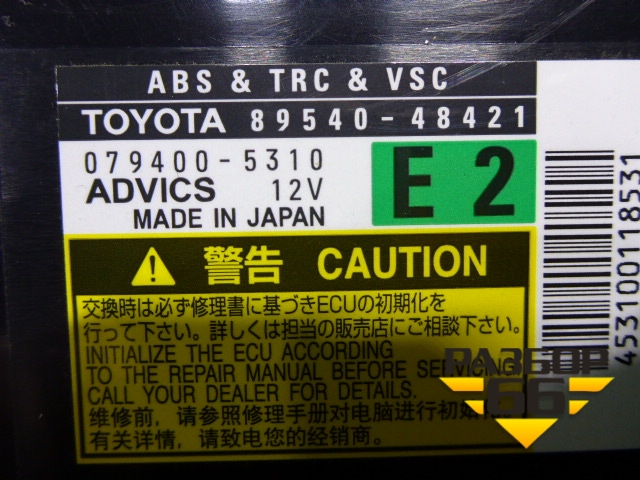 ABS & TRC & VSC
TOYOTA 89540-48421
079400-5310
ADVICS 12V
MADE IN JAPAN
E2
警告 CAUTION
交換時は必ず修理書に基づきECUの初期化を
行って下さい。詳しくは担当の販売店にご相談下さい。
INITIALIZE THE ECU ACCORDING
TO THE REPAIR MANUAL BEFORE SERVICING
CALL YOUR DEALER FOR DETAILS.
维修前，请参照修理手册对电脑进行初始
有关详情，请致电您的经销商。
45310011853１
РАЗБОР
66